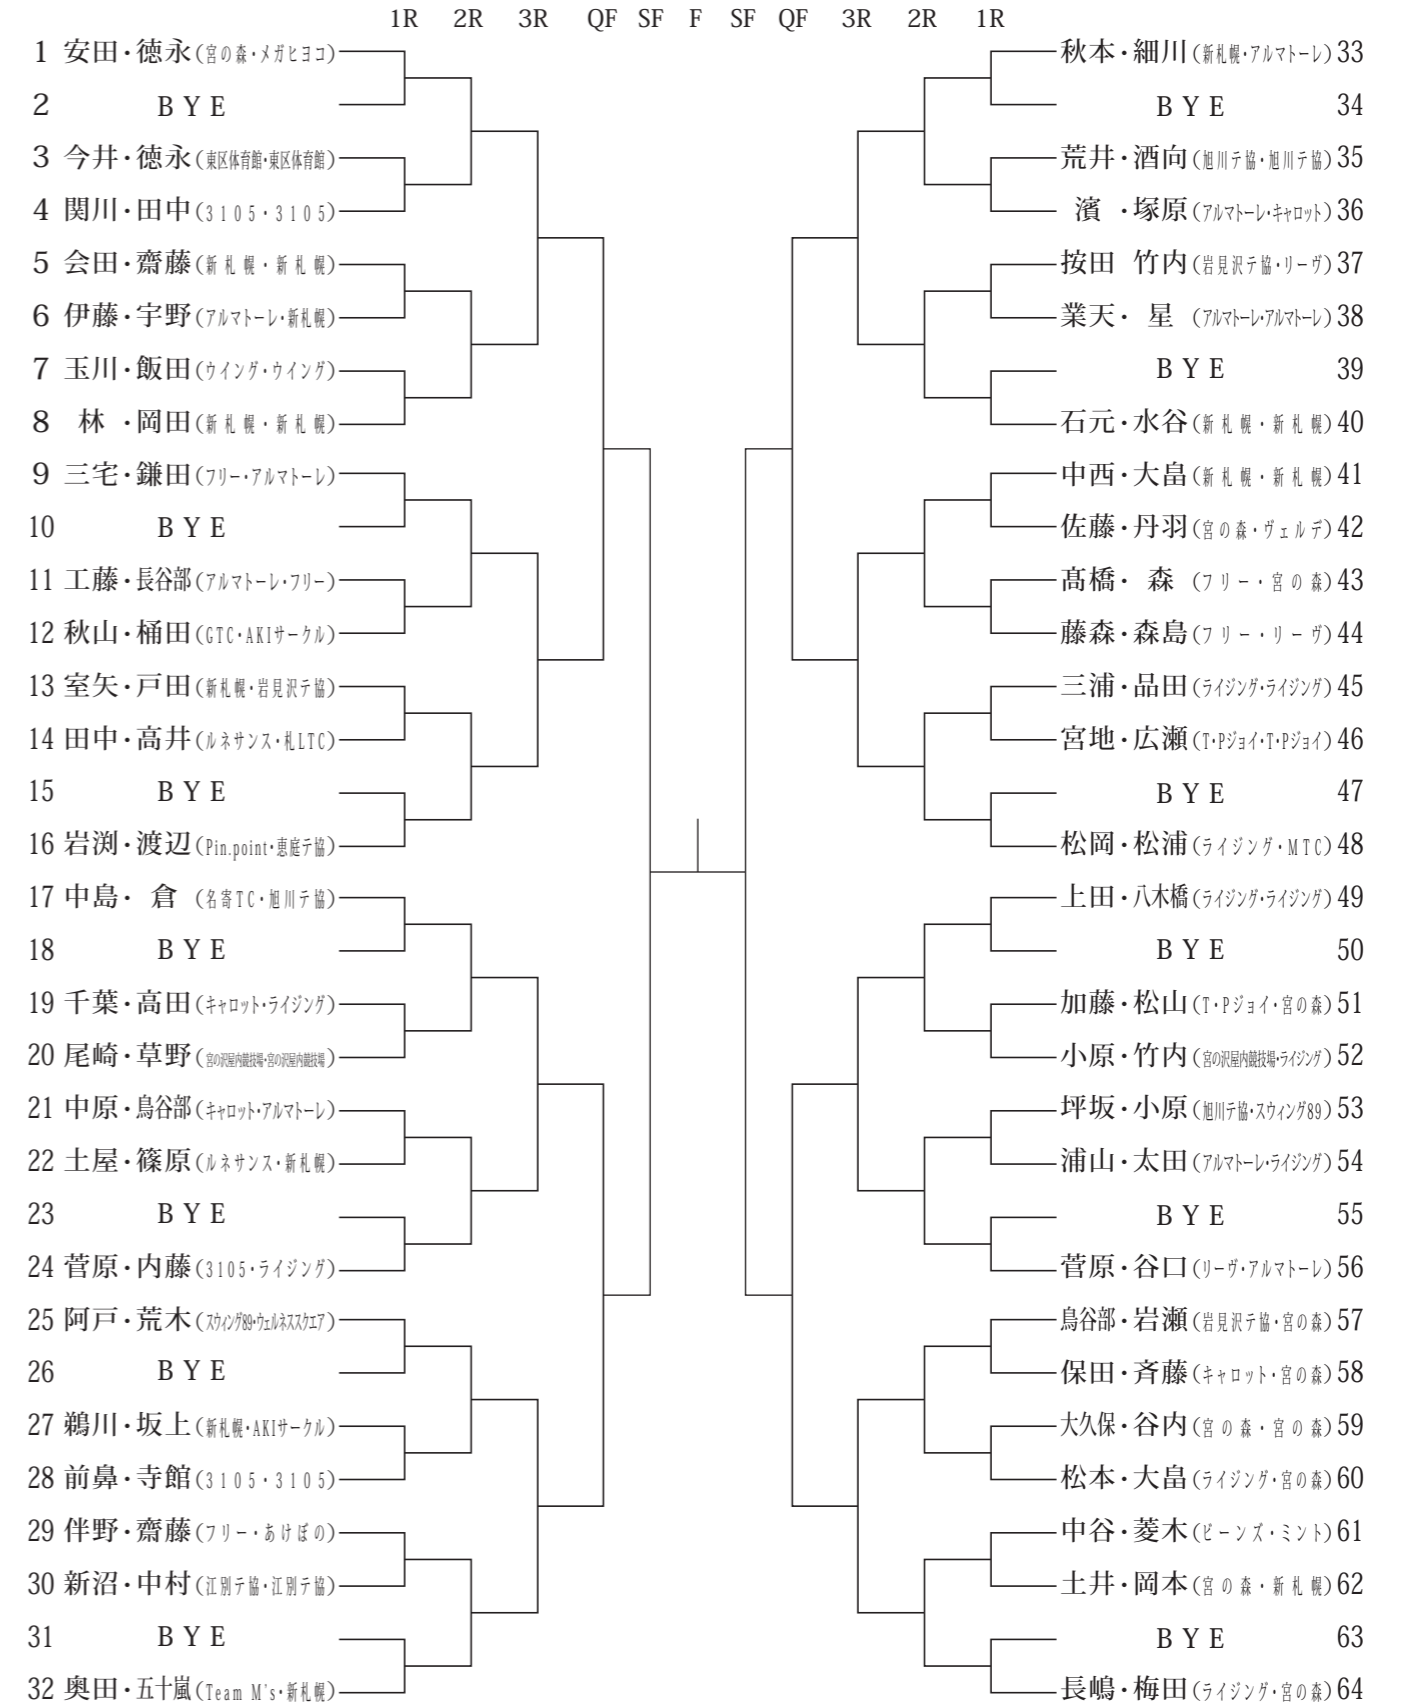 1R 2R 3R QF SF F SF QF 3R 2R 1R
1 安田・徳永(宮の森・メガヒヨコ)
2 BYE
3 今井・徳永(東区体育館・東区体育館)
4 関川・田中(3105・3105)
5 会田・齋藤(新札幌・新札幌)
6 伊藤・宇野(アルマトーレ・新札幌)
7 玉川・飯田(ウイング・ウイング)
8 林・岡田(新札幌・新札幌)
9 三宅・鎌田(フリー・アルマトーレ)
10 BYE
11 工藤・長谷部(アルマトーレ・フリー)
12 秋山・桶田(GTC・AKIサークル)
13 室矢・戸田(新札幌・岩見沢テ協)
14 田中・高井(ルネサンス・札LTC)
15 BYE
16 岩渕・渡辺(Pin.point・恵庭テ協)
17 中島・倉(名寄TC・旭川テ協)
18 BYE
19 千葉・高田(キャロット・ライジング)
20 尾崎・草野(宮の沢屋内競技場・宮の沢屋内競技場)
21 中原・鳥谷部(キャロット・アルマトーレ)
22 土屋・篠原(ルネサンス・新札幌)
23 BYE
24 菅原・内藤(3105・ライジング)
25 阿戸・荒木(スウィング89・ウェルネススクエア)
26 BYE
27 鵜川・坂上(新札幌・AKIサークル)
28 前鼻・寺館(3105・3105)
29 伴野・齋藤(フリー・あけぼの)
30 新沼・中村(江別テ協・江別テ協)
31 BYE
32 奥田・五十嵐(Team M's・新札幌)
秋本・細川(新札幌・アルマトーレ)33
BYE 34
荒井・酒向(旭川テ協・旭川テ協)35
濱・塚原(アルマトーレ・キャロット)36
按田 竹内(岩見沢テ協・リーヴ)37
業天・星(アルマトーレ・アルマトーレ)38
BYE 39
石元・水谷(新札幌・新札幌)40
中西・大畠(新札幌・新札幌)41
佐藤・丹羽(宮の森・ヴェルデ)42
髙橋・森(フリー・宮の森)43
藤森・森島(フリー・リーヴ)44
三浦・品田(ライジング・ライジング)45
宮地・広瀬(T・Pジョイ・T・Pジョイ)46
BYE 47
松岡・松浦(ライジング・MTC)48
上田・八木橋(ライジング・ライジング)49
BYE 50
加藤・松山(T・Pジョイ・宮の森)51
小原・竹内(宮の沢屋内競技場・ライジング)52
坪坂・小原(旭川テ協・スウィング89)53
浦山・太田(アルマトーレ・ライジング)54
BYE 55
菅原・谷口(リーヴ・アルマトーレ)56
鳥谷部・岩瀬(岩見沢テ協・宮の森)57
保田・斉藤(キャロット・宮の森)58
大久保・谷内(宮の森・宮の森)59
松本・大畠(ライジング・宮の森)60
中谷・菱木(ビーンズ・ミント)61
土井・岡本(宮の森・新札幌)62
BYE 63
長嶋・梅田(ライジング・宮の森)64